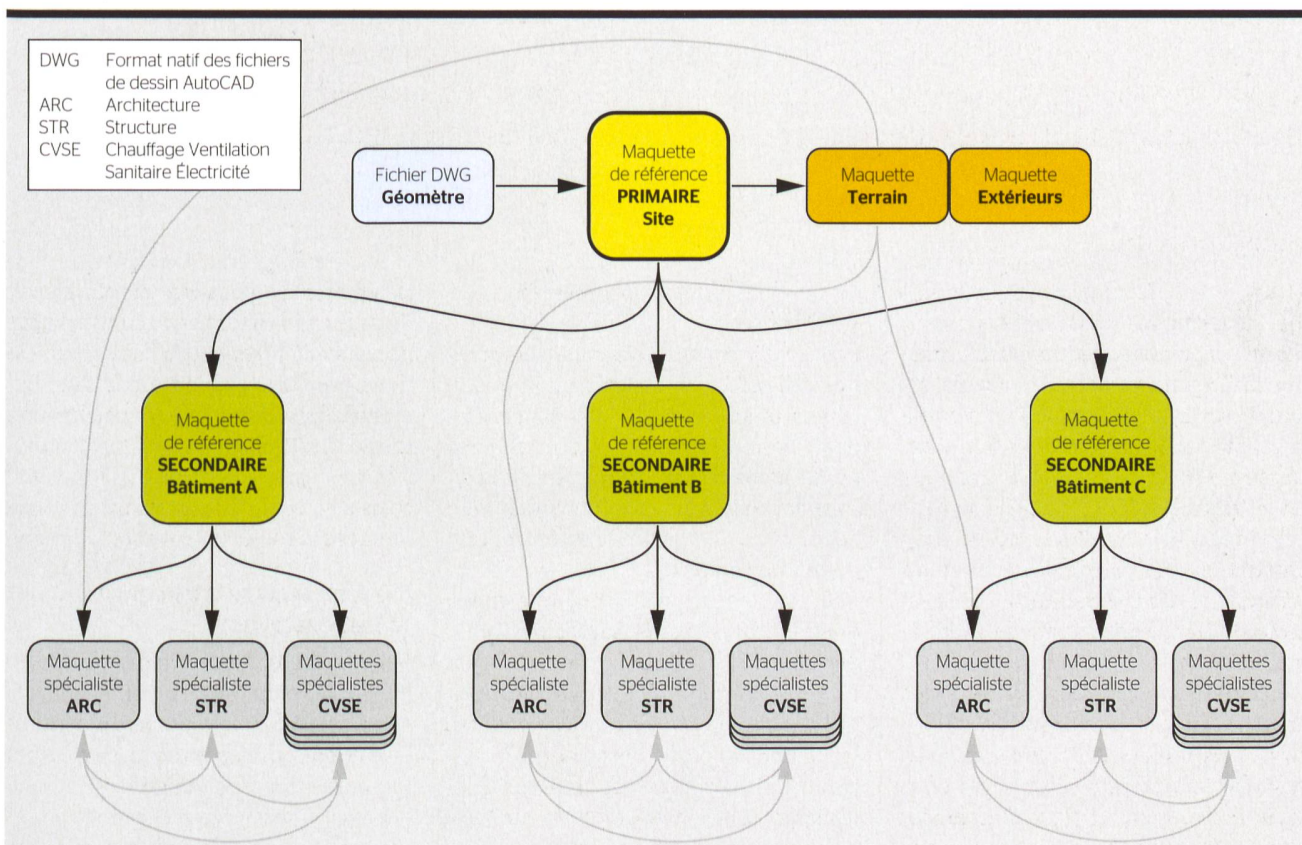 DWG Format natif des fichiers
de dessin AutoCAD
ARC Architecture
STR Structure
CVSE Chauffage Ventilation
Sanitaire Électricité
Fichier DWG
Géomètre
Maquette
de référence
PRIMAIRE
Site
Maquette
Terrain
Maquette
Extérieurs
Maquette
de référence
SECONDAIRE
Bâtiment A
Maquette
de référence
SECONDAIRE
Bâtiment B
Maquette
de référence
SECONDAIRE
Bâtiment C
Maquette
spécialiste
ARC
Maquette
spécialiste
STR
Maquettes
spécialistes
CVSE
Maquette
spécialiste
ARC
Maquette
spécialiste
STR
Maquettes
spécialistes
CVSE
Maquette
spécialiste
ARC
Maquette
spécialiste
STR
Maquettes
spécialistes
CVSE